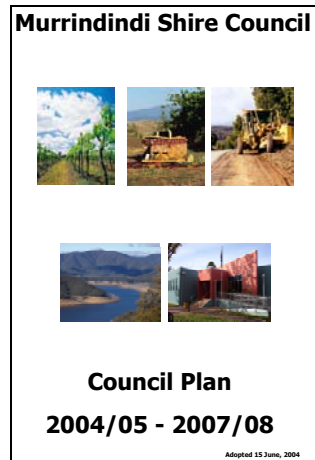 Murrindindi Shire Council
Council Plan
2004/05 - 2007/08
Adopted 15 June, 2004